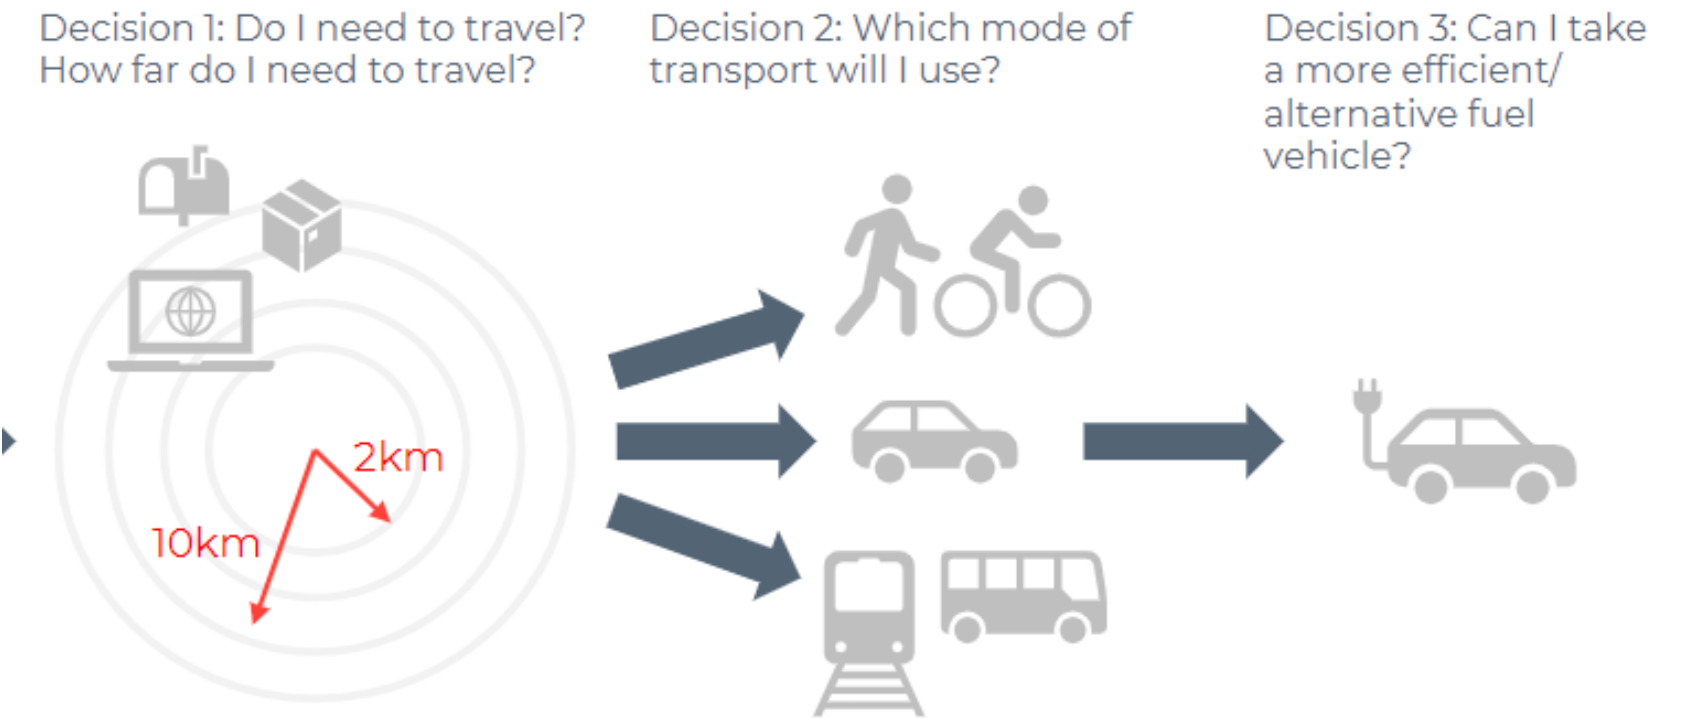 Decision 1: Do I need to travel?
How far do I need to travel?
Decision 2: Which mode of
transport will I use?
Decision 3: Can I take
a more efficient/
alternative fuel
vehicle?
2km
10km